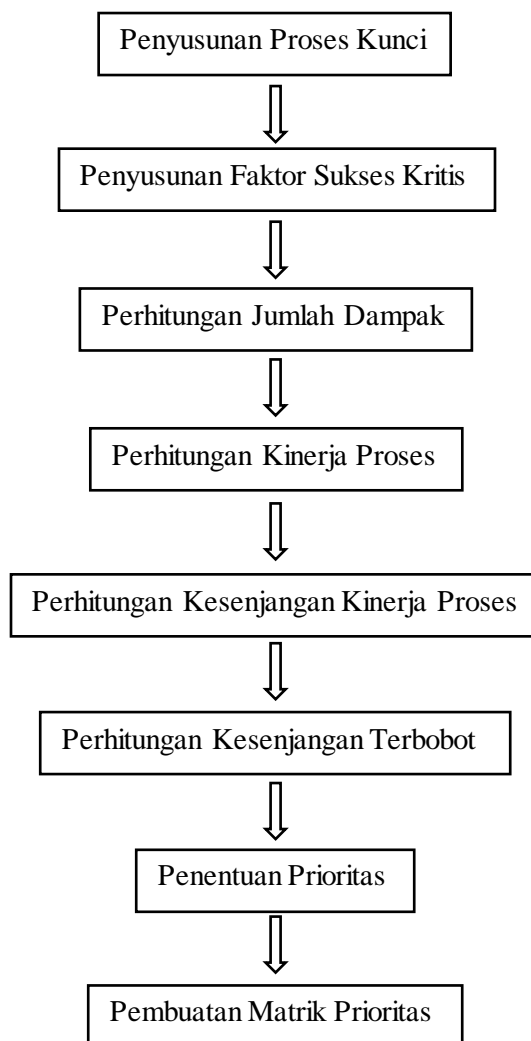 Penyusunan Proses Kunci
Penyusunan Faktor Sukses Kritis
Perhitungan Jumlah Dampak
Perhitungan Kinerja Proses
Perhitungan Kesenjangan Kinerja Proses
Perhitungan Kesenjangan Terbobot
Penentuan Prioritas
Pembuatan Matrik Prioritas